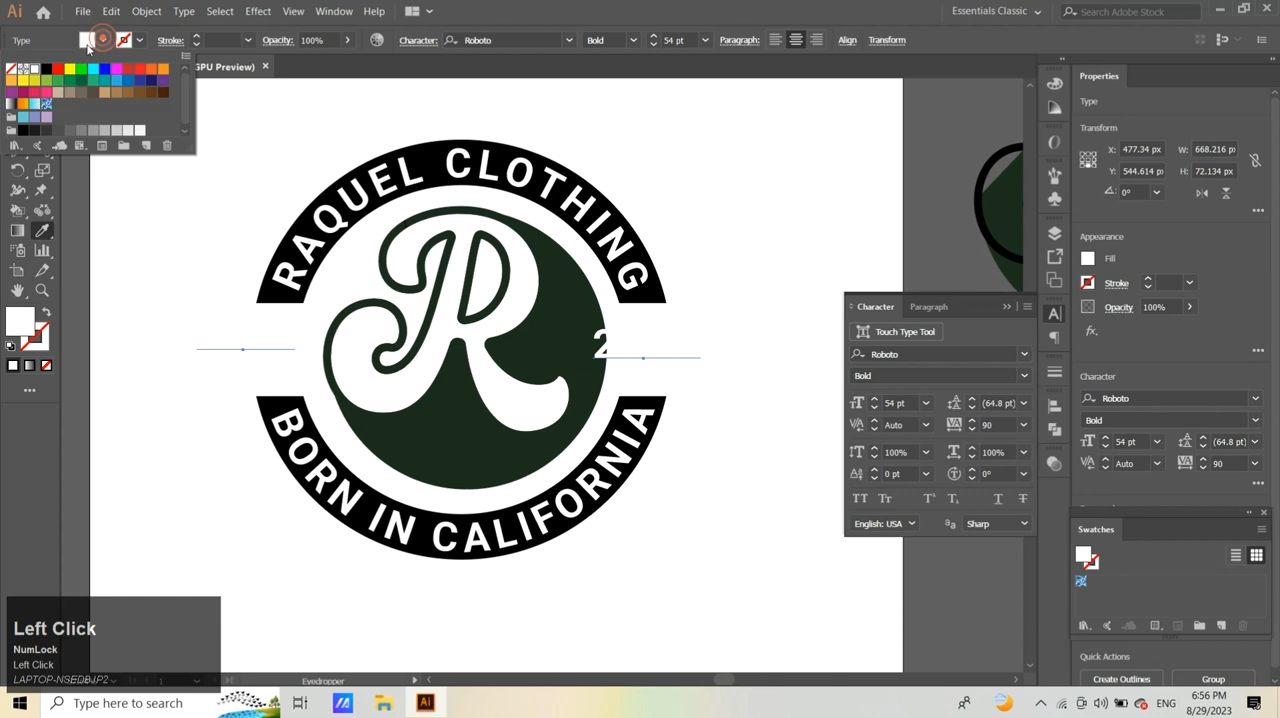 Ai File Edit Object Type Select Effect View Window Help Essentials Classic Search Adobe Stock
Type Stroke: Opacity: 100% Character: Roboto Bold 54 pt Paragraph: Align Transform
GPU Preview) ×
RAQUEL CLOTHING
R
2
BORN IN CALIFORNIA
Character Paragraph
Touch Type Tool
Roboto
Bold
54 pt (64.8 pt)
Auto 90
100% 100%
0 pt 0°
English: USA Sharp
Properties
Type
Transform
X: 477.34 px W: 668.216 p
Y: 544.614 px H: 72.134 px
0°
Appearance
Fill
Stroke
Opacity 100%
fx.
Character
Roboto
Bold
54 pt (64.8 pt)
Auto 90
Swatches
Quick Actions
Create Outlines Group
Left Click
NumLock
Left Click
LAPTOP-NSEDBJP2
1 Eyedropper
Type here to search
6:56 PM
8/29/2023